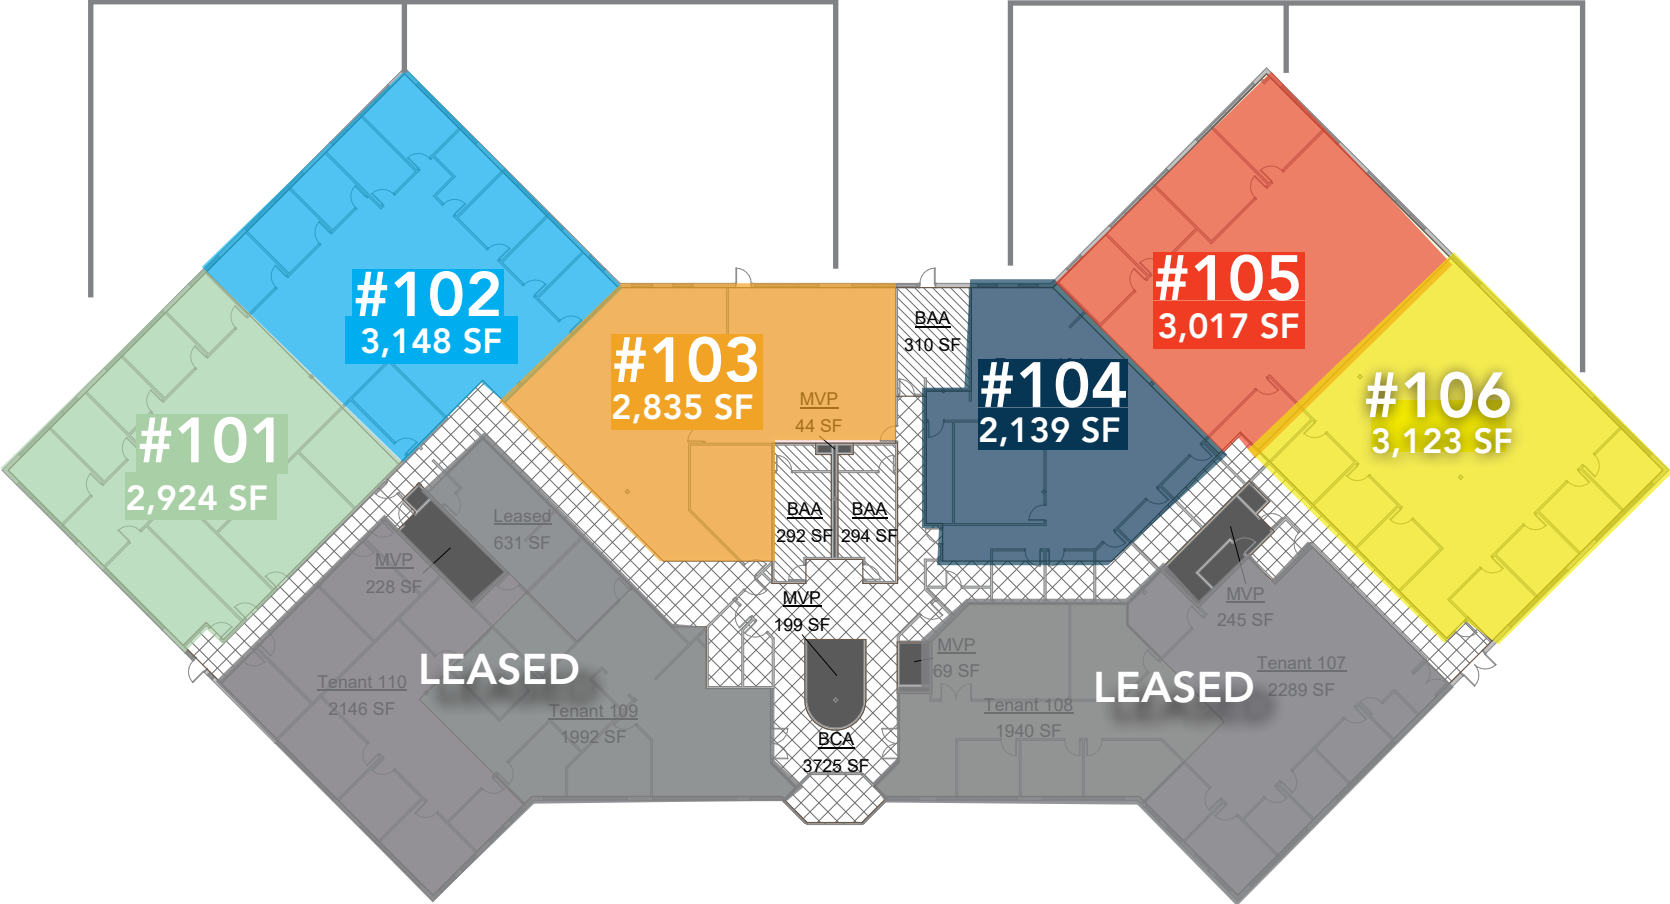 #102
3,148 SF
#105
3,017 SF
BAA
310 SF
#103
2,835 SF
#104
2,139 SF
#106
3,123 SF
MVP
44 SF
#101
2,924 SF
Leased
631 SF
BAA
292 SF
BAA
294 SF
MVP
228 SF
MVP
199 SF
MVP
245 SF
MVP
69 SF
LEASED
Tenant 110
2146 SF
Tenant 109
1992 SF
LEASED
Tenant 107
2289 SF
Tenant 108
1940 SF
BCA
3725 SF